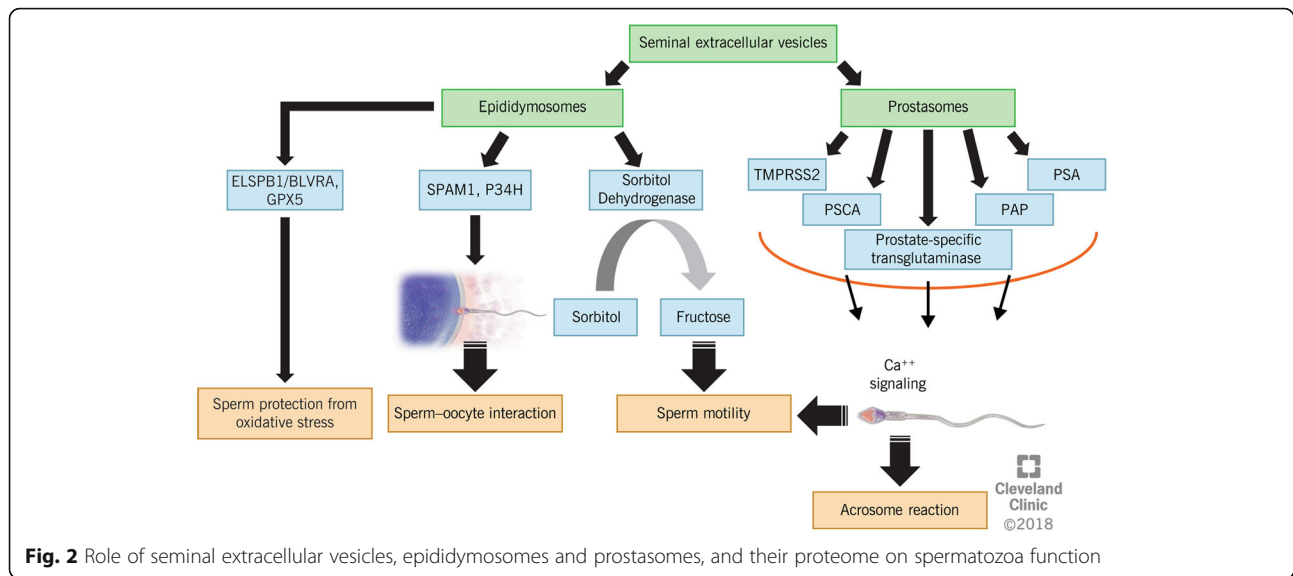 Seminal extracellular vesicles
Epididymosomes
Prostasomes
ELSPB1/BLVRA,
GPX5
SPAM1, P34H
Sorbitol
Dehydrogenase
TMPRSS2
PSCA
Prostate-specific
transglutaminase
PAP
PSA
Sorbitol
Fructose
Ca++
signaling
Sperm protection from
oxidative stress
Sperm–oocyte interaction
Sperm motility
Acrosome reaction
Cleveland
Clinic
©2018
Fig. 2 Role of seminal extracellular vesicles, epididymosomes and prostasomes, and their proteome on spermatozoa function